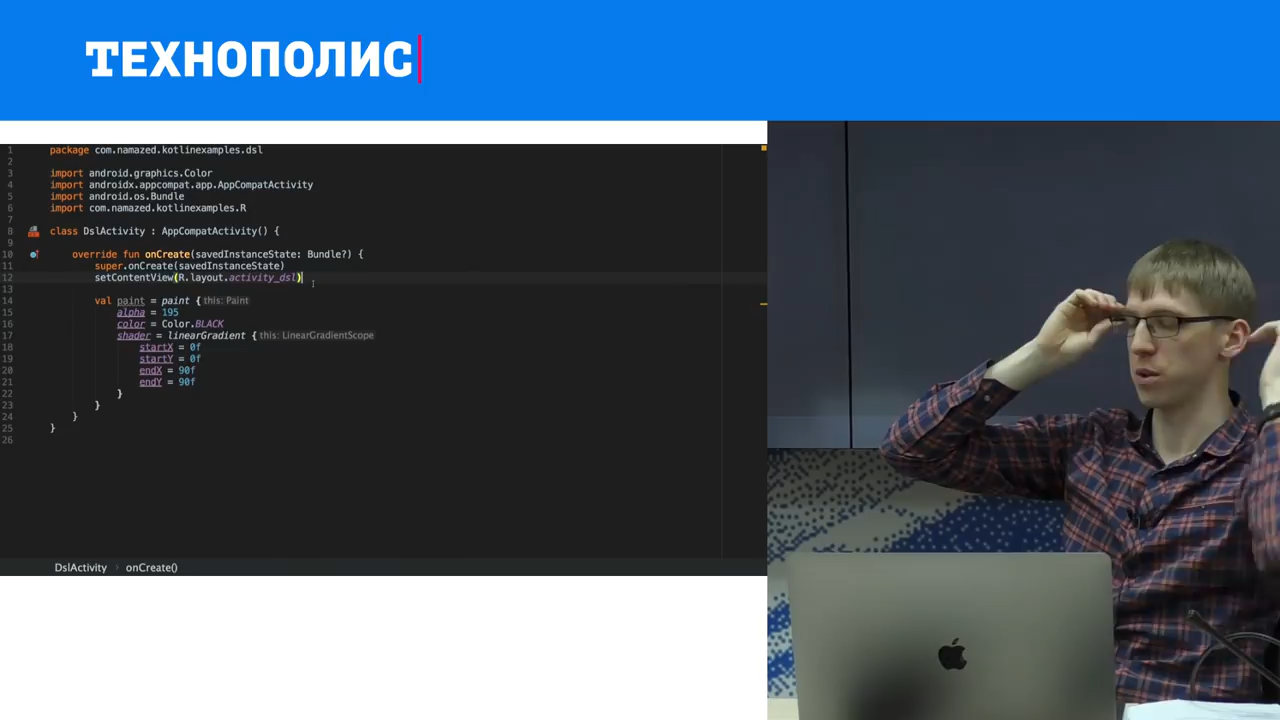 ТЕХНОПОЛИС
1 package com.namazed.kotlinexamples.dsl
2
3 import android.graphics.Color
4 import androidx.appcompat.app.AppCompatActivity
5 import android.os.Bundle
6 import com.namazed.kotlinexamples.R
7
8 class DslActivity : AppCompatActivity() {
9
10 override fun onCreate(savedInstanceState: Bundle?) {
11 super.onCreate(savedInstanceState)
12 setContentView(R.layout.activity_dsl)
13
14 val paint = paint { this: Paint
15 alpha = 195
16 color = Color.BLACK
17 shader = linearGradient { this: LinearGradientScope
18 startX = 0f
19 startY = 0f
20 endX = 90f
21 endY = 90f
22 }
23 }
24 }
25 }
26
DslActivity › onCreate()